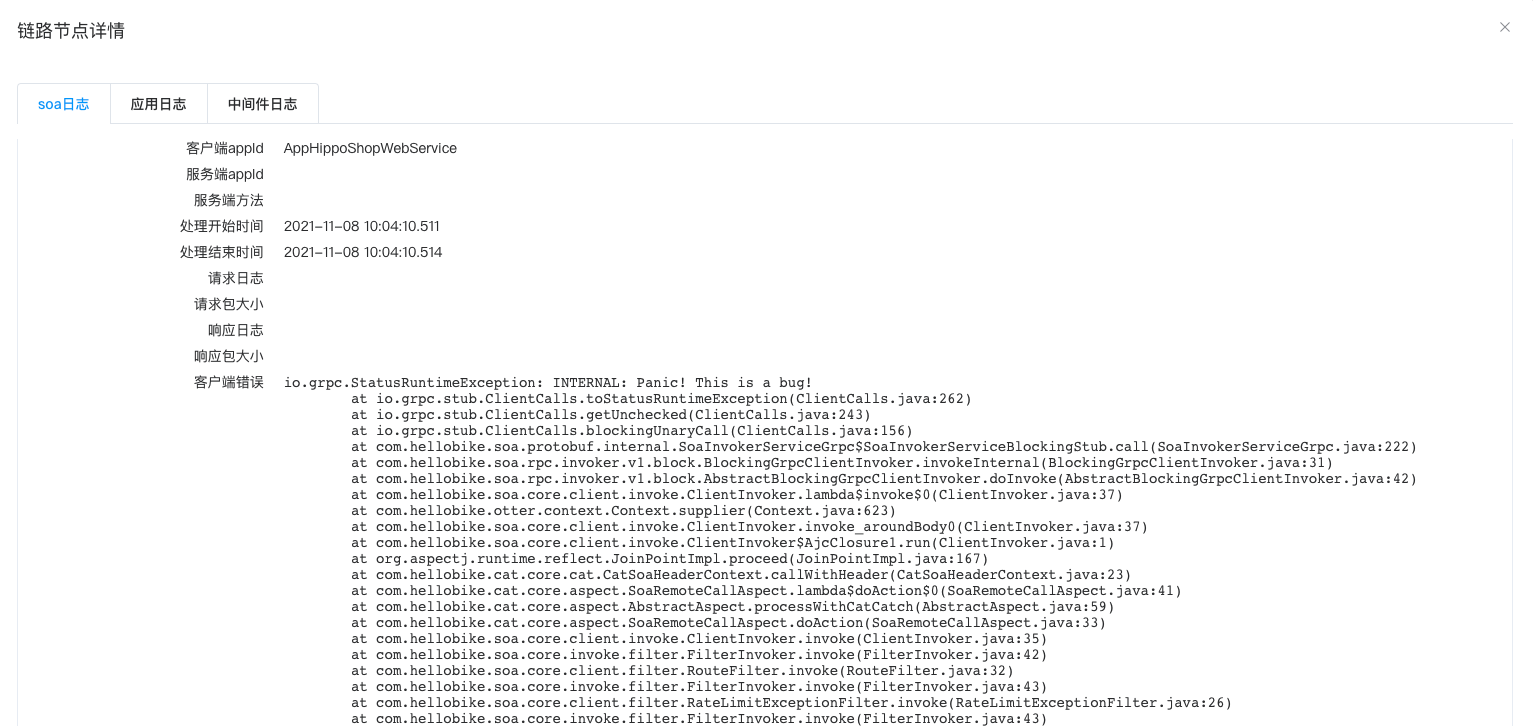 链路节点详情
soa日志 应用日志 中间件日志
客户端appId AppHippoShopWebService
服务端appId
服务端方法
处理开始时间 2021-11-08 10:04:10.511
处理结束时间 2021-11-08 10:04:10.514
请求日志
请求包大小
响应日志
响应包大小
客户端错误 io.grpc.StatusRuntimeException: INTERNAL: Panic! This is a bug!
at io.grpc.stub.ClientCalls.toStatusRuntimeException(ClientCalls.java:262)
at io.grpc.stub.ClientCalls.getUnchecked(ClientCalls.java:243)
at io.grpc.stub.ClientCalls.blockingUnaryCall(ClientCalls.java:156)
at com.hellobike.soa.protobuf.internal.SoaInvokerServiceGrpc$SoaInvokerServiceBlockingStub.call(SoaInvokerServiceGrpc.java:222)
at com.hellobike.soa.rpc.invoker.v1.block.BlockingGrpcClientInvoker.invokeInternal(BlockingGrpcClientInvoker.java:31)
at com.hellobike.soa.rpc.invoker.v1.block.AbstractBlockingGrpcClientInvoker.doInvoke(AbstractBlockingGrpcClientInvoker.java:42)
at com.hellobike.soa.core.client.invoke.ClientInvoker.lambda$invoke$0(ClientInvoker.java:37)
at com.hellobike.otter.context.Context.supplier(Context.java:623)
at com.hellobike.soa.core.client.invoke.ClientInvoker.invoke_aroundBody0(ClientInvoker.java:37)
at com.hellobike.soa.core.client.invoke.ClientInvoker$AjcClosure1.run(ClientInvoker.java:1)
at org.aspectj.runtime.reflect.JoinPointImpl.proceed(JoinPointImpl.java:167)
at com.hellobike.cat.core.cat.CatSoaHeaderContext.callWithHeader(CatSoaHeaderContext.java:23)
at com.hellobike.cat.core.aspect.SoaRemoteCallAspect.lambda$doAction$0(SoaRemoteCallAspect.java:41)
at com.hellobike.cat.core.aspect.AbstractAspect.processWithCatCatch(AbstractAspect.java:59)
at com.hellobike.cat.core.aspect.SoaRemoteCallAspect.doAction(SoaRemoteCallAspect.java:33)
at com.hellobike.soa.core.client.invoke.ClientInvoker.invoke(ClientInvoker.java:35)
at com.hellobike.soa.core.invoke.filter.FilterInvoker.invoke(FilterInvoker.java:42)
at com.hellobike.soa.core.client.filter.RouteFilter.invoke(RouteFilter.java:32)
at com.hellobike.soa.core.invoke.filter.FilterInvoker.invoke(FilterInvoker.java:43)
at com.hellobike.soa.core.client.filter.RateLimitExceptionFilter.invoke(RateLimitExceptionFilter.java:26)
at com.hellobike.soa.core.invoke.filter.FilterInvoker.invoke(FilterInvoker.java:43)